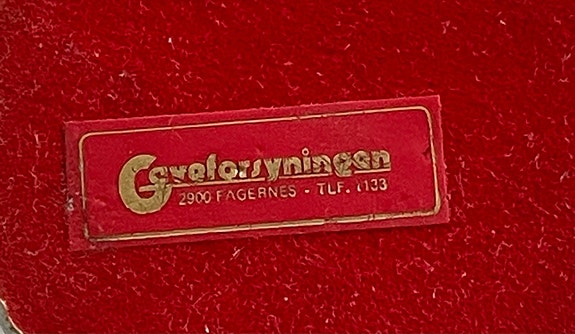 Gaveforsyningen
2900 FAGERNES - TLF. 1133